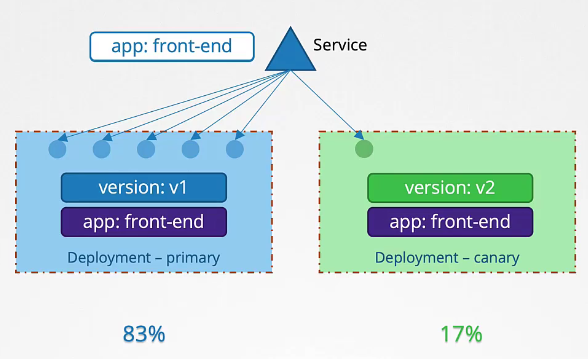 app: front-end
Service
version: v1
app: front-end
Deployment – primary
version: v2
app: front-end
Deployment – canary
83%
17%